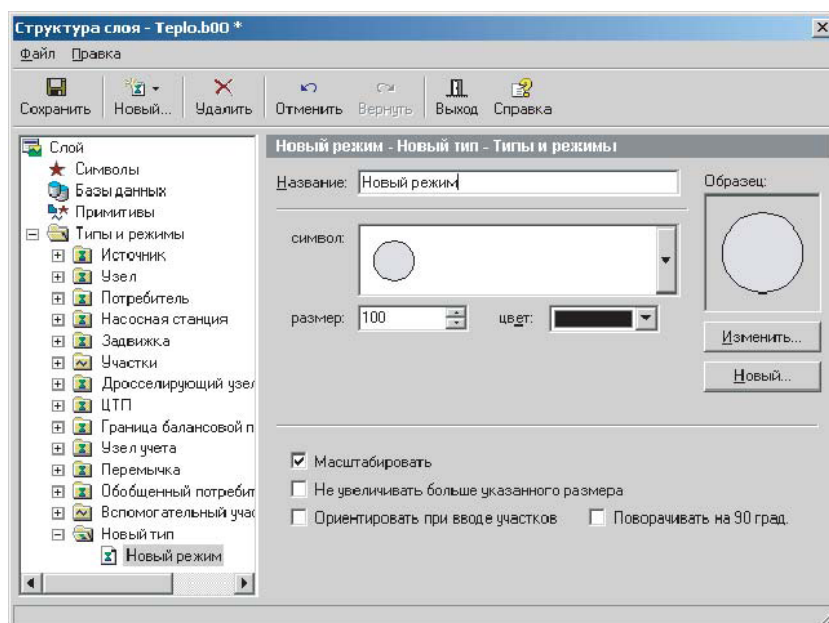 Структура слоя - Teplo.b00 *
Файл Правка
Сохранить Новый... Удалить Отменить Вернуть Выход Справка
Слой
Символы
Базы данных
Примитивы
Типы и режимы
Источник
Узел
Потребитель
Насосная станция
Задвижка
Участки
Дросселирующий узел
ЦТП
Граница балансовой п
Узел учета
Перемычка
Обобщенный потребит
Вспомогательный учас
Новый тип
Новый режим
Новый режим - Новый тип - Типы и режимы
Название: Новый режим
Образец:
символ:
размер: 100 цвет:
Изменить...
Новый...
Масштабировать
Не увеличивать больше указанного размера
Ориентировать при вводе участков Поворачивать на 90 град.